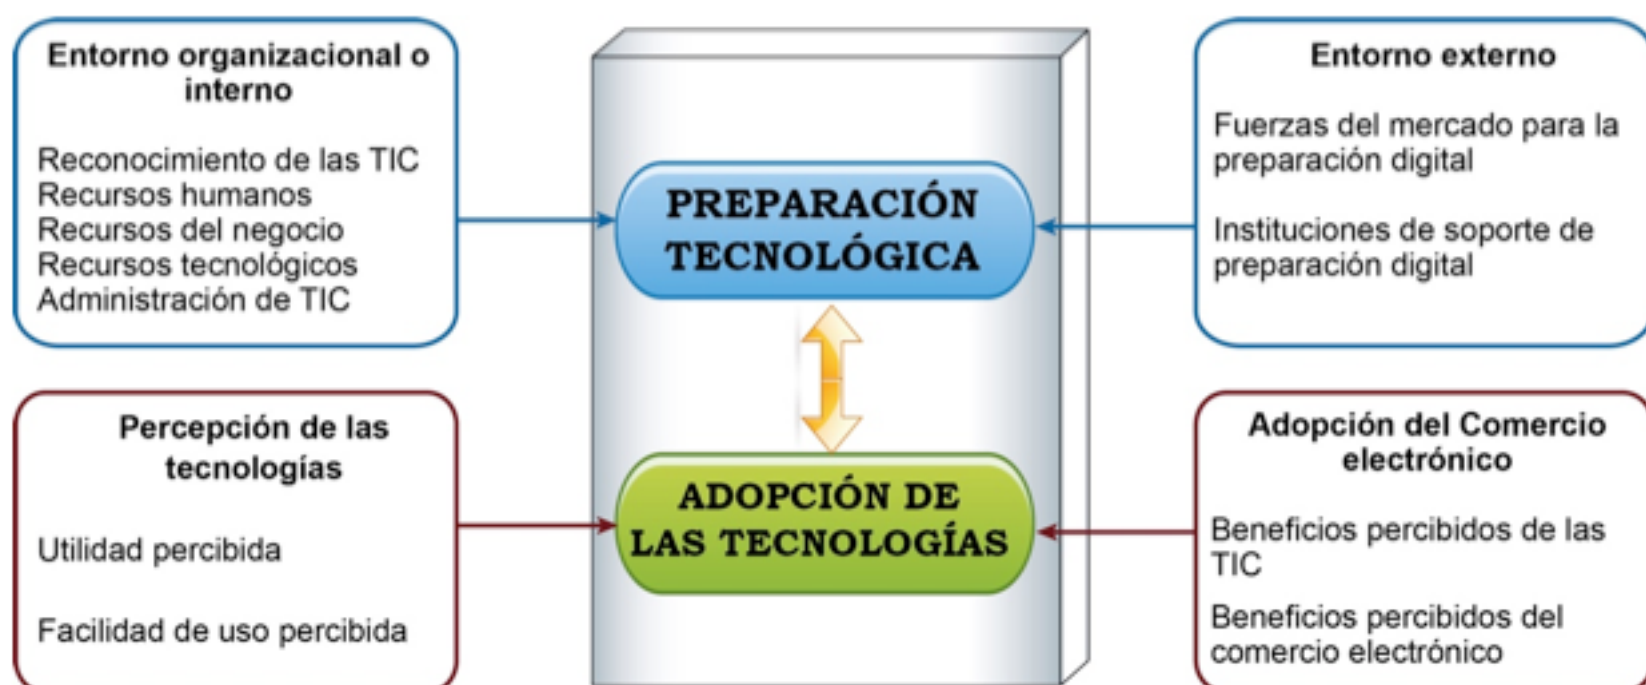 Entorno organizacional o
interno
Reconocimiento de las TIC
Recursos humanos
Recursos del negocio
Recursos tecnológicos
Administración de TIC
PREPARACIÓN
TECNOLÓGICA
Entorno externo
Fuerzas del mercado para la
preparación digital
Instituciones de soporte de
preparación digital
Percepción de las
tecnologías
Utilidad percibida
Facilidad de uso percibida
ADOPCIÓN DE
LAS TECNOLOGÍAS
Adopción del Comercio
electrónico
Beneficios percibidos de las
TIC
Beneficios percibidos del
comercio electrónico